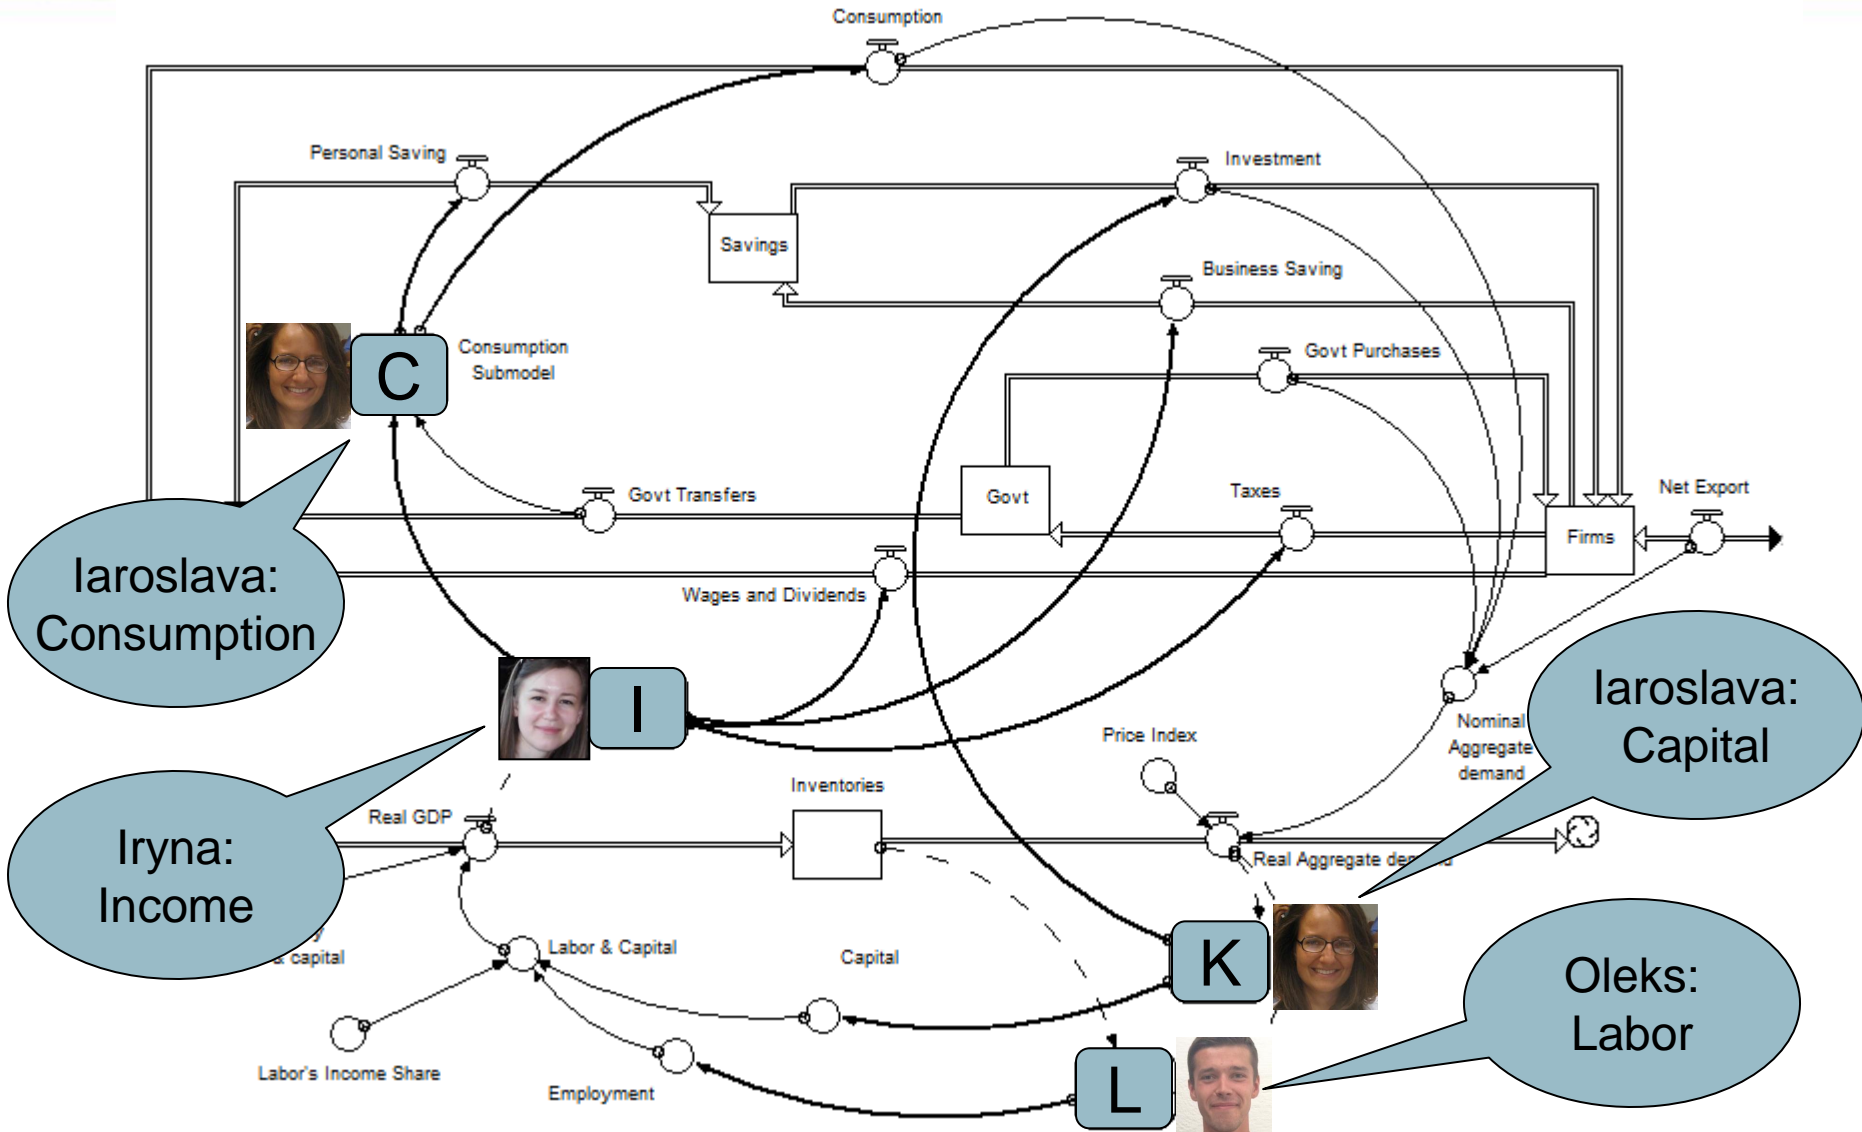 Consumption
Personal Saving
Investment
Savings
Business Saving
Consumption
Submodel
C
Govt Purchases
Govt Transfers
Govt
Taxes
Net Export
Firms
Iaroslava:
Consumption
Wages and Dividends
I
Iaroslava:
Capital
Nominal
Aggregate
demand
Price Index
Inventories
Real GDP
Iryna:
Income
Real Aggregate de
Labor & Capital
Capital
& capital
K
Oleks:
Labor
Labor's Income Share
Employment
L